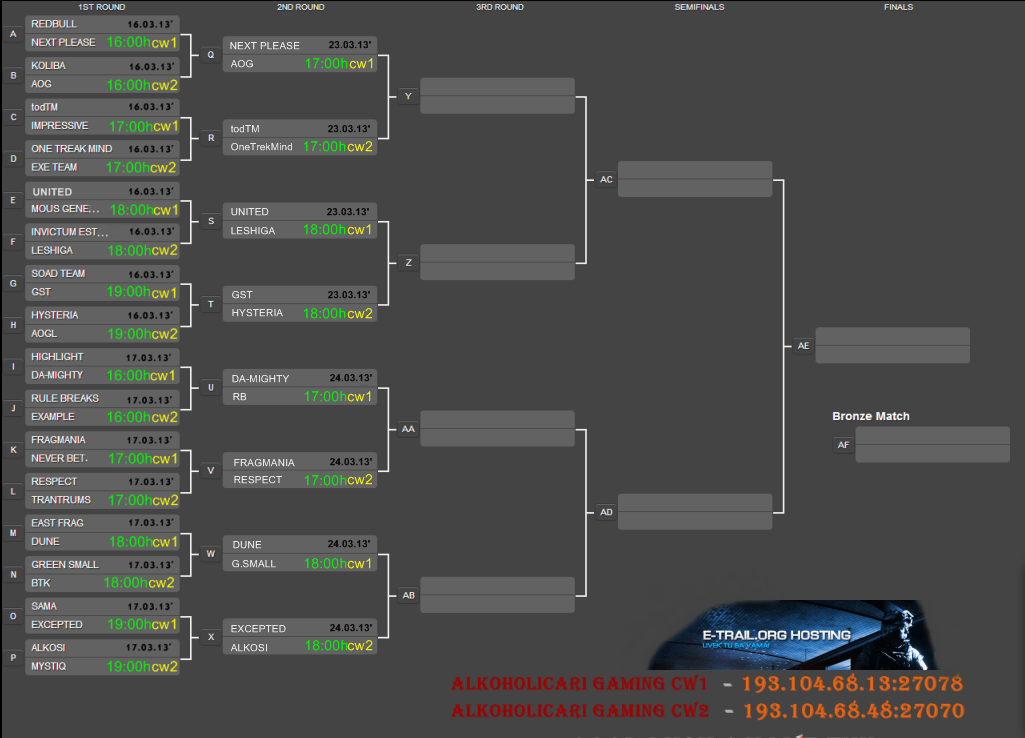 1ST ROUND 2ND ROUND 3RD ROUND SEMIFINALS FINALS
A
REDBULL 16.03.13'
NEXT PLEASE 16:00hcw1
B
KOLIBA 16.03.13'
AOG 16:00hcw2
C
todTM 16.03.13'
IMPRESSIVE 17:00hcw1
D
ONE TREAK MIND 16.03.13'
EXE TEAM 17:00hcw2
E
UNITED 16.03.13'
MOUS GENE... 18:00hcw1
F
INVICTUM EST... 16.03.13'
LESHIGA 18:00hcw2
G
SOAD TEAM 16.03.13'
GST 19:00hcw1
H
HYSTERIA 16.03.13'
AOGL 19:00hcw2
I
HIGHLIGHT 17.03.13'
DA-MIGHTY 16:00hcw1
J
RULE BREAKS 17.03.13'
EXAMPLE 16:00hcw2
K
FRAGMANIA 17.03.13'
NEVER BET. 17:00hcw1
L
RESPECT 17.03.13'
TRANTRUMS 17:00hcw2
M
EAST FRAG 17.03.13'
DUNE 18:00hcw1
N
GREEN SMALL 17.03.13'
BTK 18:00hcw2
O
SAMA 17.03.13'
EXCEPTED 19:00hcw1
P
ALKOSI 17.03.13'
MYSTIQ 19:00hcw2
Q
NEXT PLEASE 23.03.13'
AOG 17:00hcw1
R
todTM 23.03.13'
OneTrekMind 17:00hcw2
S
UNITED 23.03.13'
LESHIGA 18:00hcw1
T
GST 23.03.13'
HYSTERIA 18:00hcw2
U
DA-MIGHTY 24.03.13'
RB 17:00hcw1
V
FRAGMANIA 24.03.13'
RESPECT 17:00hcw2
W
DUNE 24.03.13'
G.SMALL 18:00hcw1
X
EXCEPTED 24.03.13'
ALKOSI 18:00hcw2
Y
Z
AA
AB
AC
AD
AE
Bronze Match
AF
E-TRAIL.ORG HOSTING
UVEK TU ZA VAMA!
ALKOHOLICARI GAMING CW1 - 193.104.68.13:27078
ALKOHOLICARI GAMING CW2 - 193.104.68.48:27070